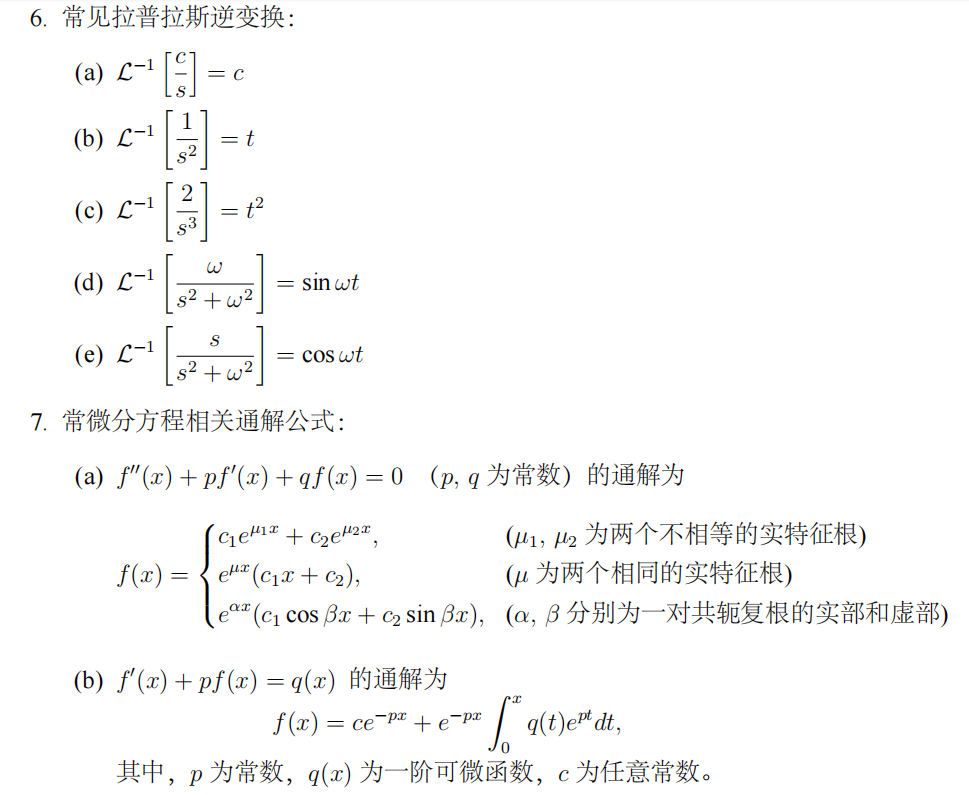 6. 常见拉普拉斯逆变换：
(a) $\mathcal{L}^{-1}\left[\frac{c}{s}\right] = c$
(b) $\mathcal{L}^{-1}\left[\frac{1}{s^2}\right] = t$
(c) $\mathcal{L}^{-1}\left[\frac{2}{s^3}\right] = t^2$
(d) $\mathcal{L}^{-1}\left[\frac{\omega}{s^2+\omega^2}\right] = \sin \omega t$
(e) $\mathcal{L}^{-1}\left[\frac{s}{s^2+\omega^2}\right] = \cos \omega t$
7. 常微分方程相关通解公式：
(a) $f''(x) + pf'(x) + qf(x) = 0$ （$p$, $q$ 为常数）的通解为
$f(x) = \begin{cases} c_1e^{\mu_1 x} + c_2e^{\mu_2 x}, & (\mu_1, \mu_2 \text{ 为两个不相等的实特征根}) \\ e^{\mu x}(c_1x + c_2), & (\mu \text{ 为两个相同的实特征根}) \\ e^{\alpha x}(c_1 \cos \beta x + c_2 \sin \beta x), & (\alpha, \beta \text{ 分别为一对共轭复根的实部和虚部}) \end{cases}$
(b) $f'(x) + pf(x) = q(x)$ 的通解为
$f(x) = ce^{-px} + e^{-px} \int_0^x q(t)e^{pt}dt,$
其中，$p$ 为常数，$q(x)$ 为一阶可微函数，$c$ 为任意常数。